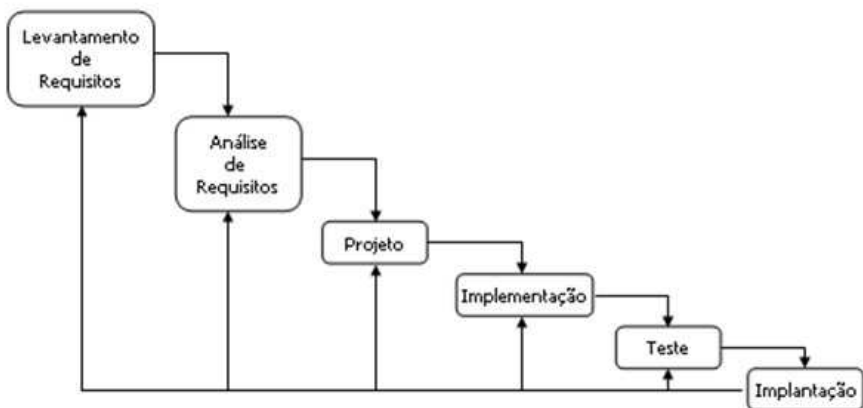 Levantamento
de
Requisitos
Análise
de
Requisitos
Projeto
Implementação
Teste
Implantação